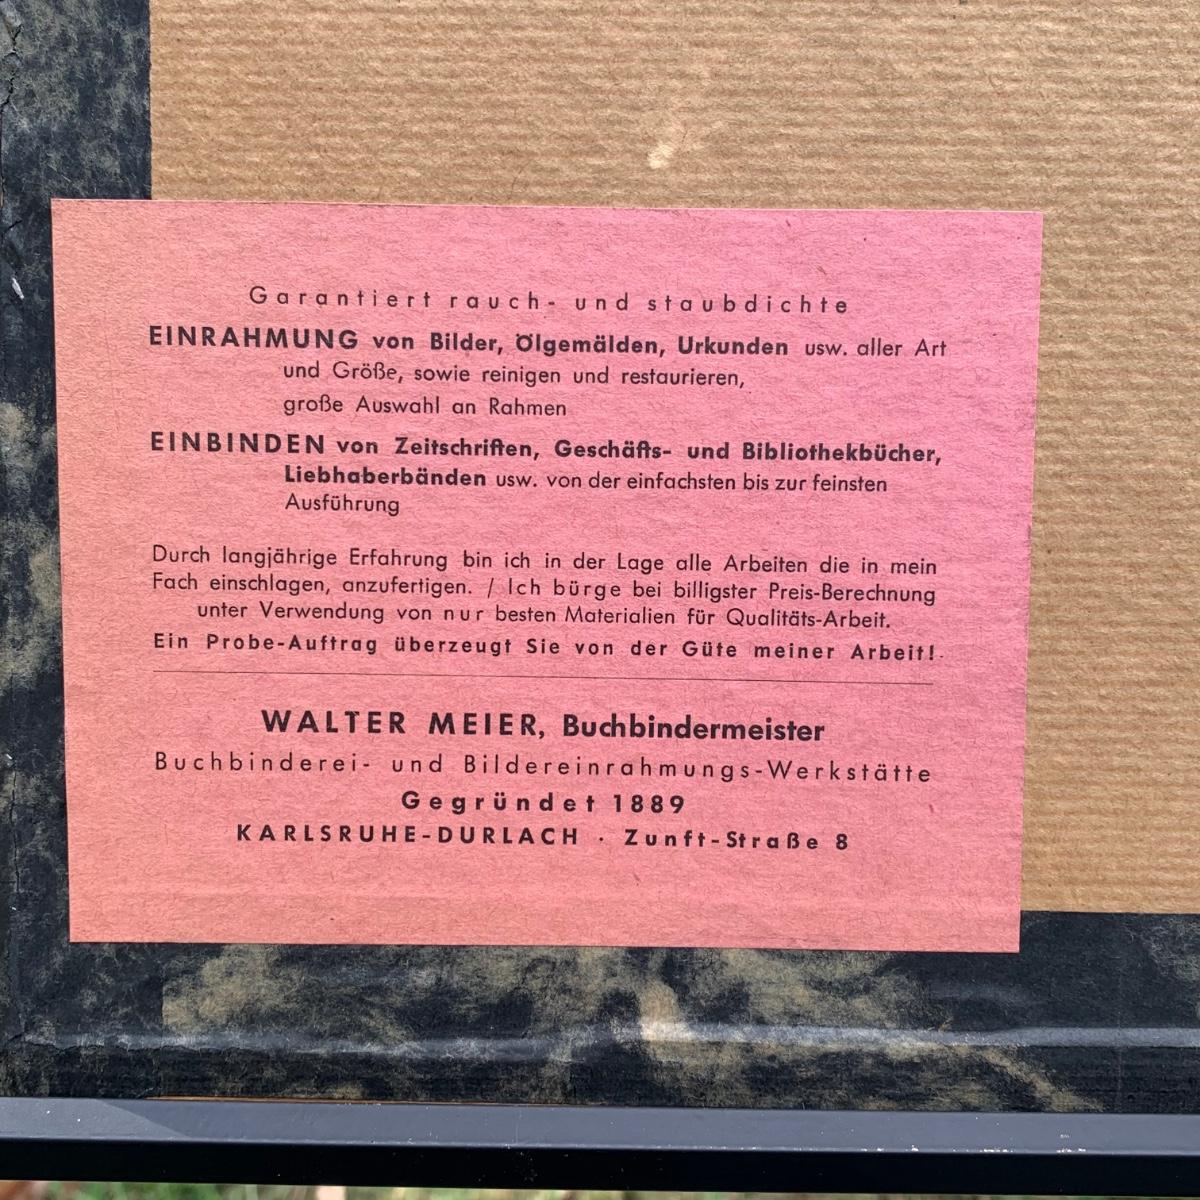 Garantiert rauch- und staubdichte
EINRAHMUNG von Bilder, Ölgemälden, Urkunden usw. aller Art
und Größe, sowie reinigen und restaurieren,
große Auswahl an Rahmen
EINBINDEN von Zeitschriften, Geschäfts- und Bibliothekbücher,
Liebhaberbänden usw. von der einfachsten bis zur feinsten
Ausführung
Durch langjährige Erfahrung bin ich in der Lage alle Arbeiten die in mein
Fach einschlagen, anzufertigen. / Ich bürge bei billigster Preis-Berechnung
unter Verwendung von nur besten Materialien für Qualitäts-Arbeit.
Ein Probe-Auftrag überzeugt Sie von der Güte meiner Arbeit!
WALTER MEIER, Buchbindermeister
Buchbinderei- und Bildereinrahmungs-Werkstätte
Gegründet 1889
KARLSRUHE-DURLACH · Zunft-Straße 8